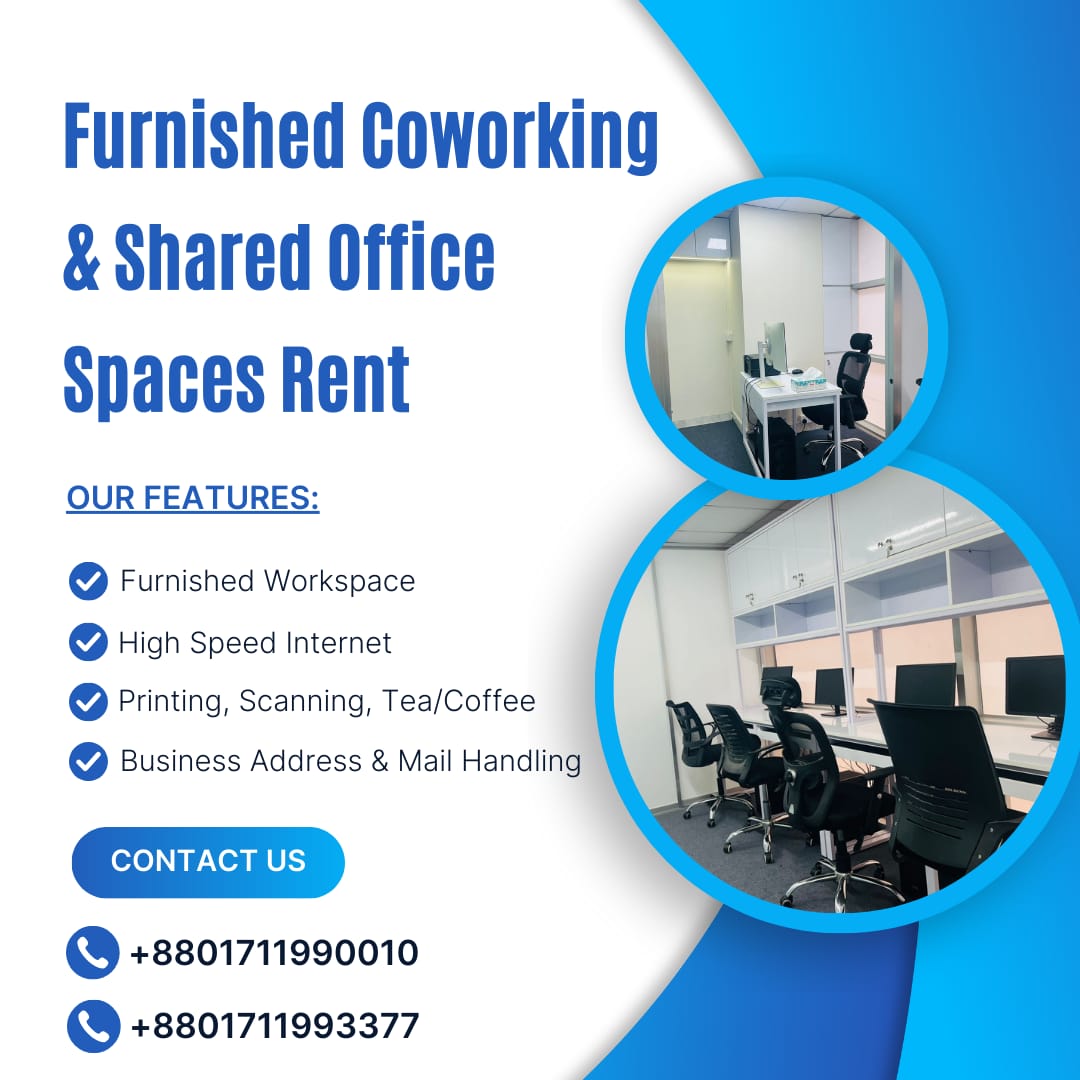 Furnished Coworking
& Shared Office
Spaces Rent
OUR FEATURES:
Furnished Workspace
High Speed Internet
Printing, Scanning, Tea/Coffee
Business Address & Mail Handling
CONTACT US
+8801711990010
+8801711993377